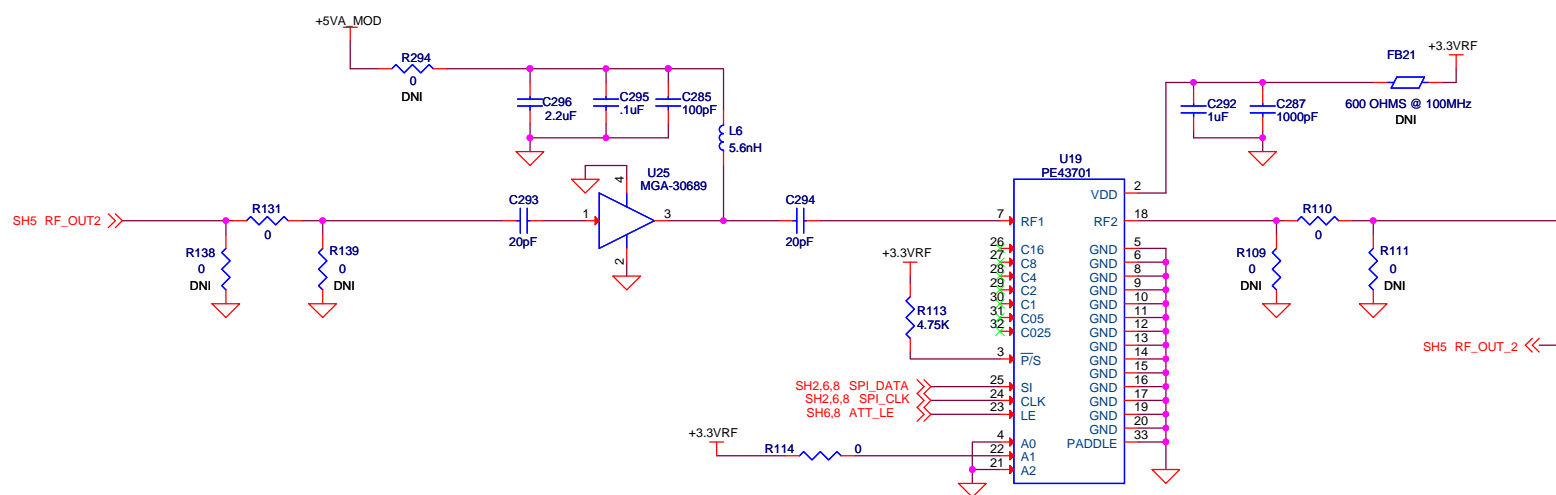 +5VA_MOD
R294
0
DNI
C296
2.2uF
C295
.1uF
C285
100pF
L6
5.6nH
FB21
+3.3VRF
600 OHMS @ 100MHz
DNI
C292
1uF
C287
1000pF
SH5 RF_OUT2
R131
0
R138
0
DNI
R139
0
DNI
C293
20pF
U25
MGA-30689
1
2
3
4
C294
20pF
U19
PE43701
7 RF1
26 C16
27 C8
28 C4
29 C2
30 C1
31 C05
32 C025
3 P/S
25 SI
24 CLK
23 LE
4 A0
22 A1
21 A2
VDD 2
RF2 18
GND 5
GND 6
GND 8
GND 9
GND 10
GND 11
GND 12
GND 13
GND 14
GND 15
GND 16
GND 17
GND 19
GND 20
PADDLE 33
+3.3VRF
R113
4.75K
SH2,6,8 SPI_DATA
SH2,6,8 SPI_CLK
SH6,8 ATT_LE
+3.3VRF
R114 0
R110
0
R109
0
DNI
R111
0
DNI
SH5 RF_OUT_2